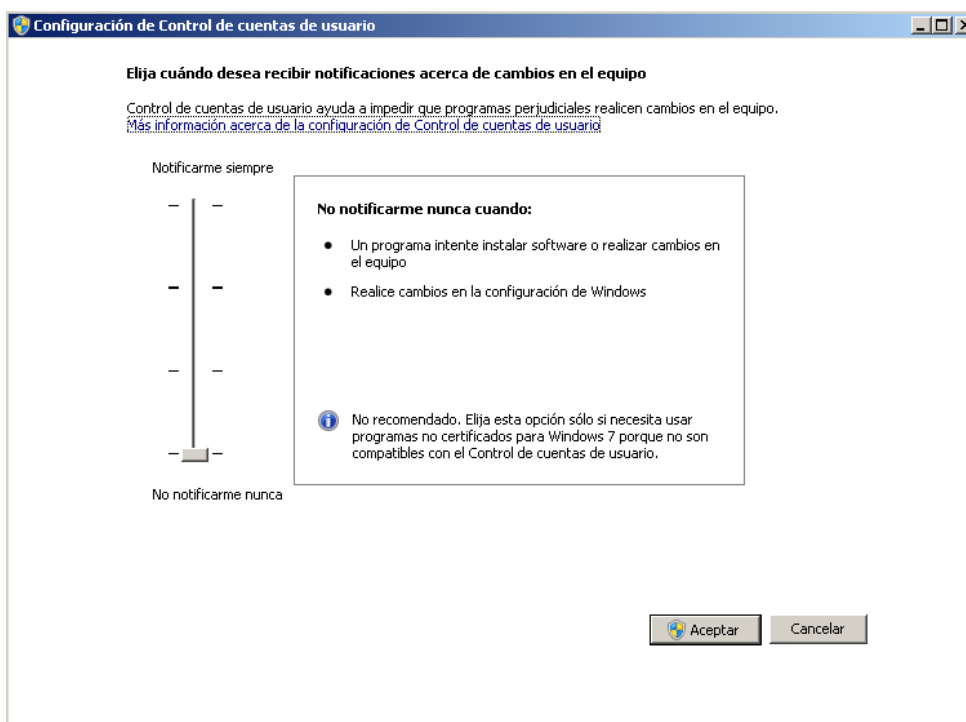 Configuración de Control de cuentas de usuario
Elija cuándo desea recibir notificaciones acerca de cambios en el equipo
Control de cuentas de usuario ayuda a impedir que programas perjudiciales realicen cambios en el equipo.
Más información acerca de la configuración de Control de cuentas de usuario
Notificarme siempre
No notificarme nunca cuando:
Un programa intente instalar software o realizar cambios en
el equipo
Realice cambios en la configuración de Windows
No recomendado. Elija esta opción sólo si necesita usar
programas no certificados para Windows 7 porque no son
compatibles con el Control de cuentas de usuario.
No notificarme nunca
Aceptar
Cancelar